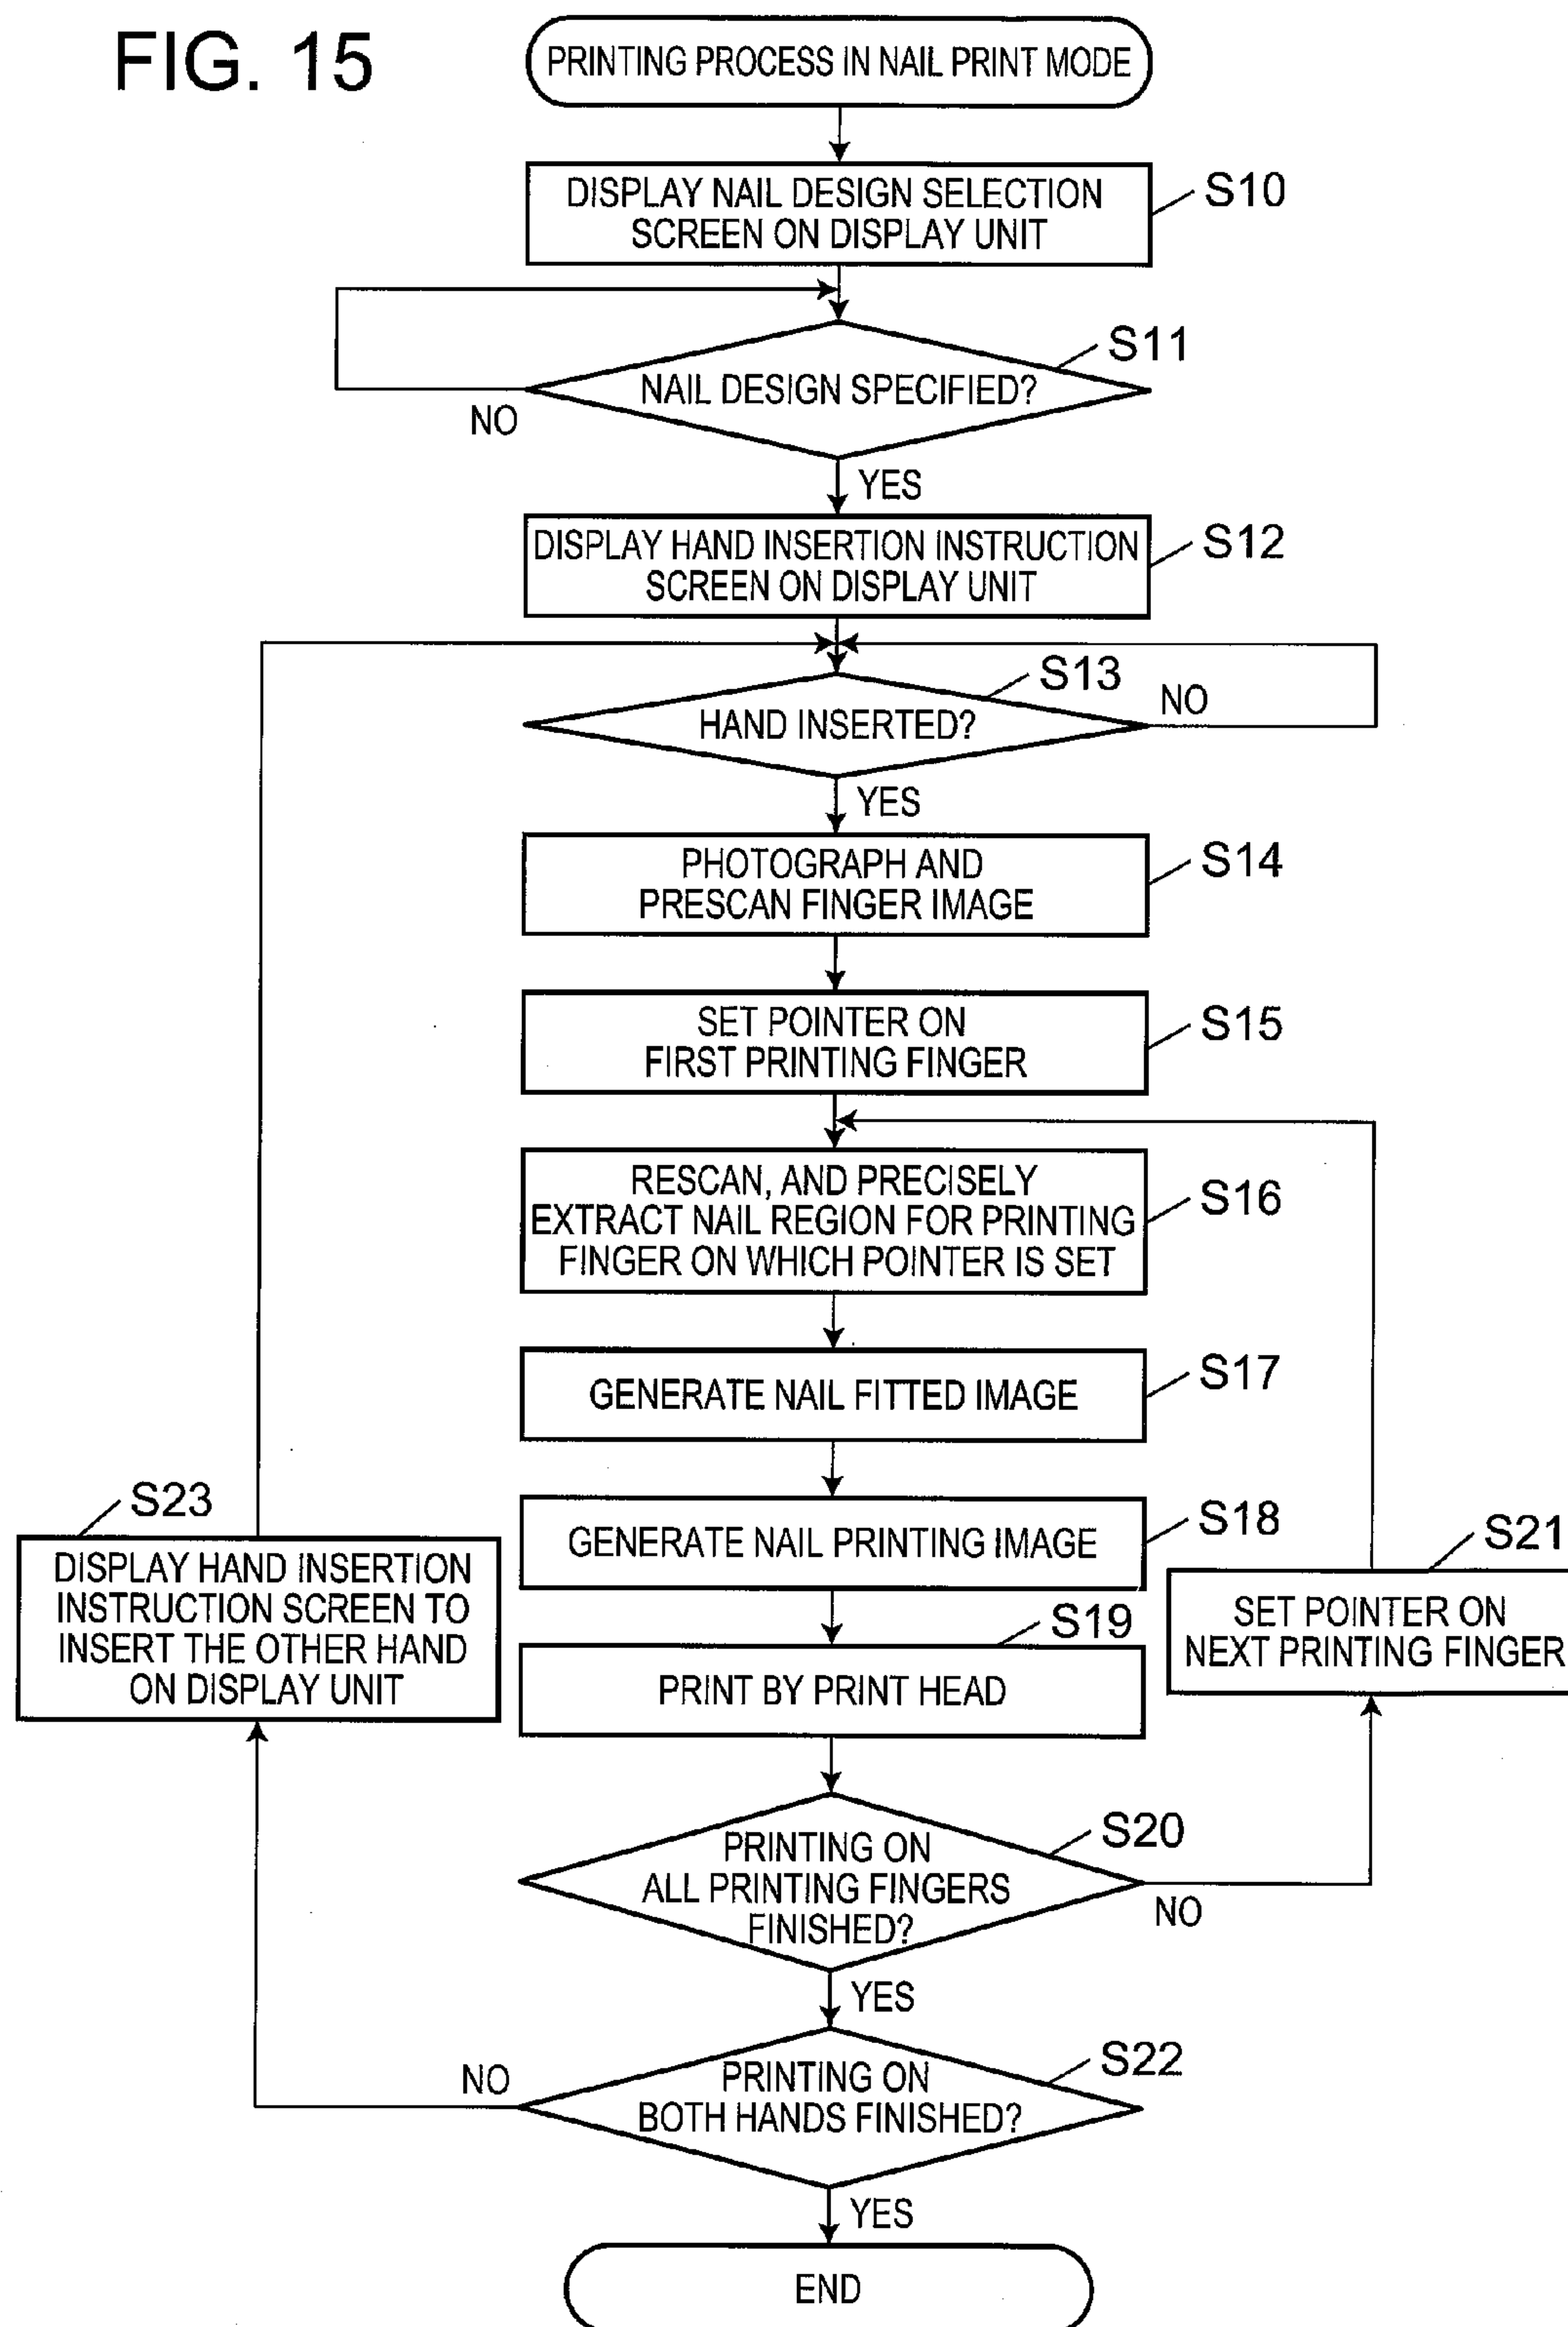 FIG. 15
PRINTING PROCESS IN NAIL PRINT MODE
DISPLAY NAIL DESIGN SELECTION
SCREEN ON DISPLAY UNIT
S10
NAIL DESIGN SPECIFIED?
S11
NO
YES
DISPLAY HAND INSERTION INSTRUCTION
SCREEN ON DISPLAY UNIT
S12
HAND INSERTED?
S13
NO
YES
PHOTOGRAPH AND
PRESCAN FINGER IMAGE
S14
SET POINTER ON
FIRST PRINTING FINGER
S15
RESCAN, AND PRECISELY
EXTRACT NAIL REGION FOR PRINTING
FINGER ON WHICH POINTER IS SET
S16
GENERATE NAIL FITTED IMAGE
S17
GENERATE NAIL PRINTING IMAGE
S18
PRINT BY PRINT HEAD
S19
PRINTING ON
ALL PRINTING FINGERS
FINISHED?
S20
NO
YES
SET POINTER ON
NEXT PRINTING FINGER
S21
PRINTING ON
BOTH HANDS FINISHED?
S22
NO
YES
DISPLAY HAND INSERTION
INSTRUCTION SCREEN TO
INSERT THE OTHER HAND
ON DISPLAY UNIT
S23
END